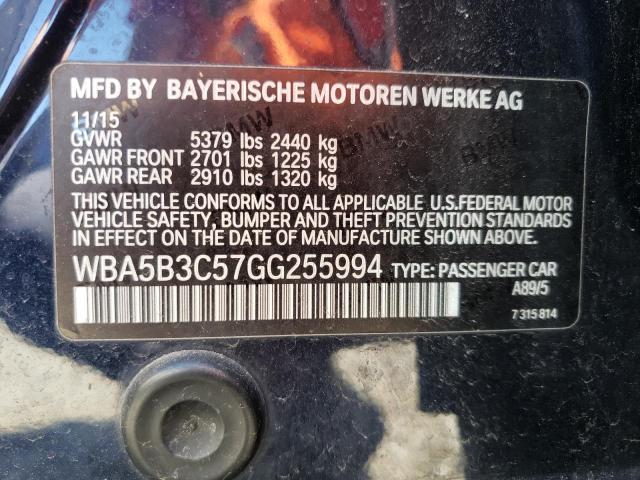 MFD BY BAYERISCHE MOTOREN WERKE AG
11/15
GVWR 5379 lbs 2440 kg
GAWR FRONT 2701 lbs 1225 kg
GAWR REAR 2910 lbs 1320 kg
THIS VEHICLE CONFORMS TO ALL APPLICABLE U.S.FEDERAL MOTOR
VEHICLE SAFETY, BUMPER AND THEFT PREVENTION STANDARDS
IN EFFECT ON THE DATE OF MANUFACTURE SHOWN ABOVE.
WBA5B3C57GG255994 TYPE: PASSENGER CAR
A89/5
7 315 814